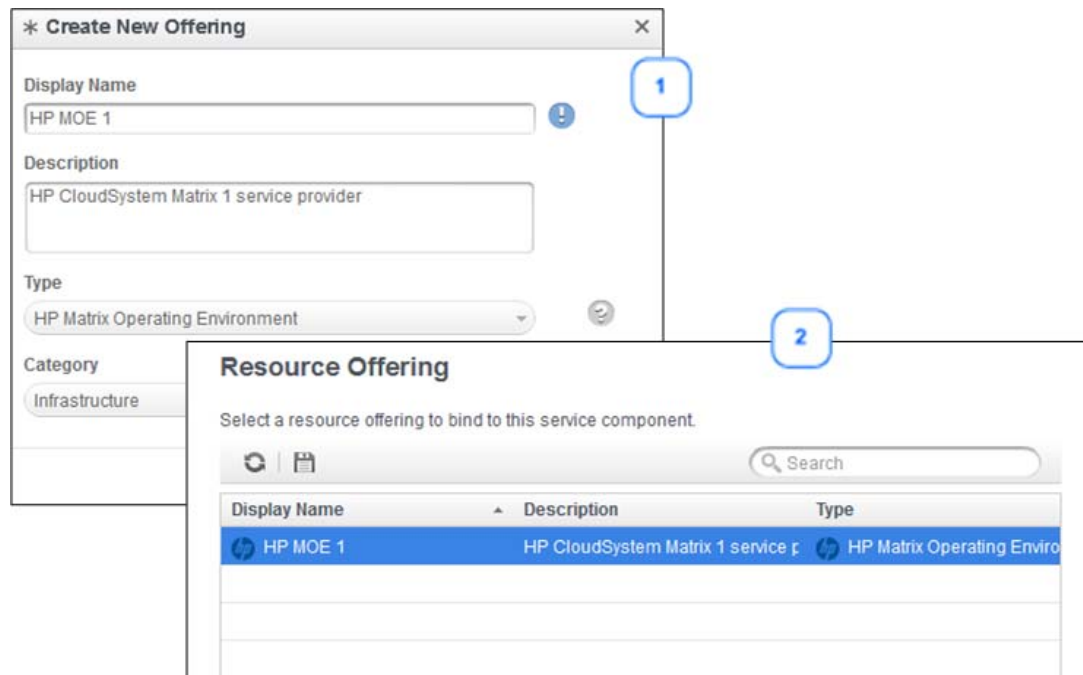 * Create New Offering
1
Display Name
HP MOE 1
Description
HP CloudSystem Matrix 1 service provider
Type
HP Matrix Operating Environment
Category
Infrastructure
2
Resource Offering
Select a resource offering to bind to this service component.
Search
Display Name Description Type
HP MOE 1 HP CloudSystem Matrix 1 service p HP Matrix Operating Enviro